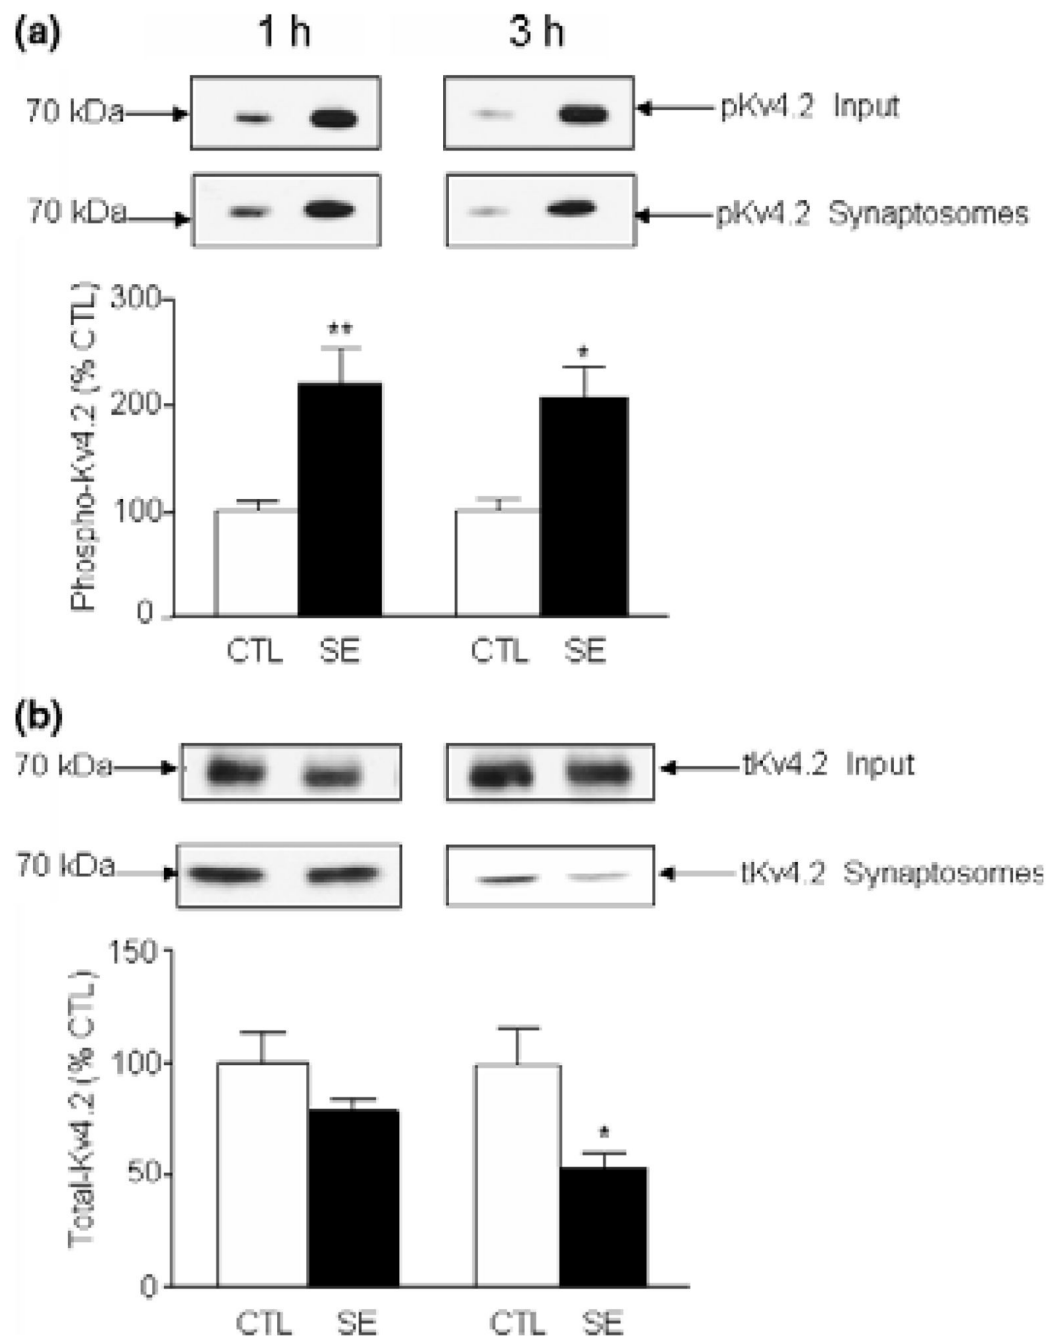 (a) 1 h 3 h
70 kDa pKv4.2 Input
70 kDa pKv4.2 Synaptosomes
Phospho-Kv4.2 (% CTL)
300
**
*
200
100
0
CTL SE CTL SE
(b)
70 kDa tKv4.2 Input
70 kDa tKv4.2 Synaptosomes
Total-Kv4.2 (% CTL)
150
100
*
50
0
CTL SE CTL SE